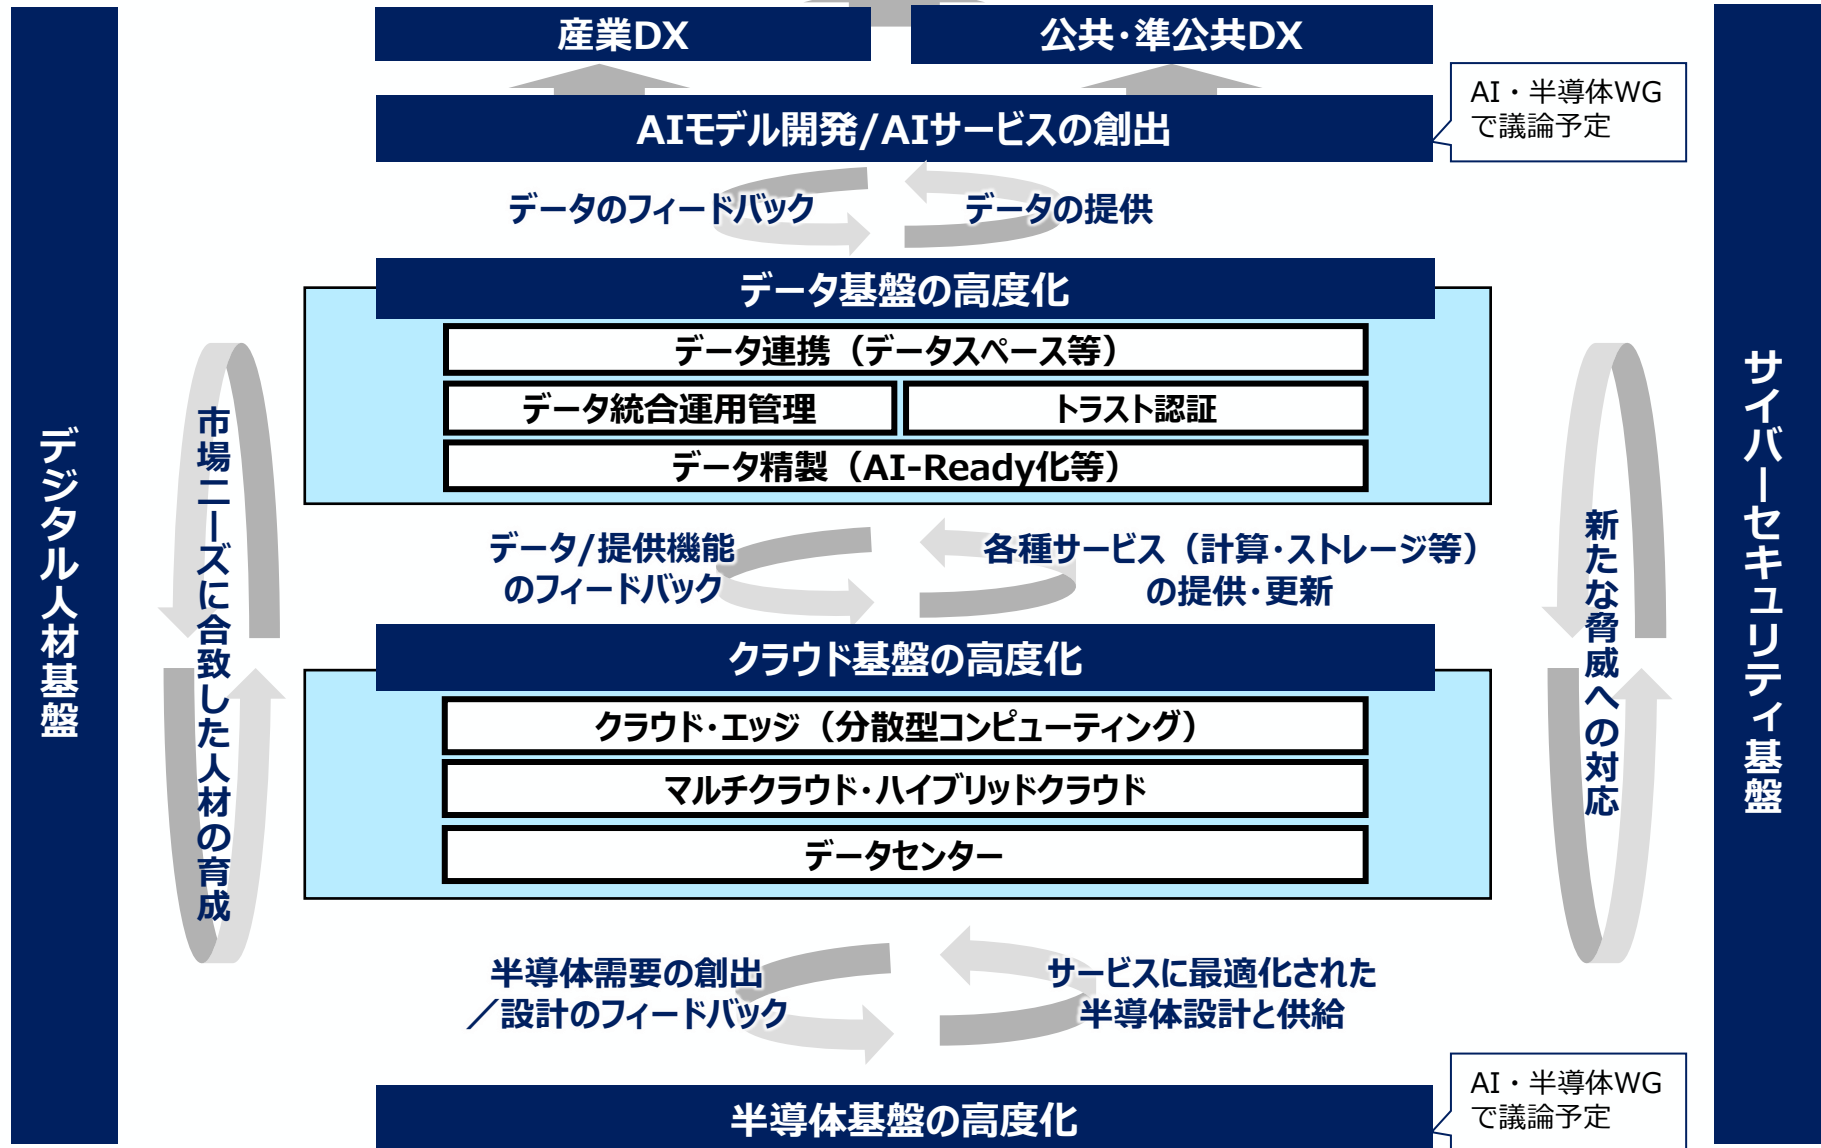 産業DX
公共・準公共DX
AIモデル開発/AIサービスの創出
AI・半導体WG
で議論予定
データのフィードバック
データの提供
データ基盤の高度化
データ連携（データスペース等）
データ統合運用管理
トラスト認証
データ精製（AI-Ready化等）
データ/提供機能
のフィードバック
各種サービス（計算・ストレージ等）
の提供・更新
クラウド基盤の高度化
クラウド・エッジ（分散型コンピューティング）
マルチクラウド・ハイブリッドクラウド
データセンター
半導体需要の創出
／設計のフィードバック
サービスに最適化された
半導体設計と供給
半導体基盤の高度化
AI・半導体WG
で議論予定
デジタル人材基盤
市場ニーズに合致した人材の育成
新たな脅威への対応
サイバーセキュリティ基盤